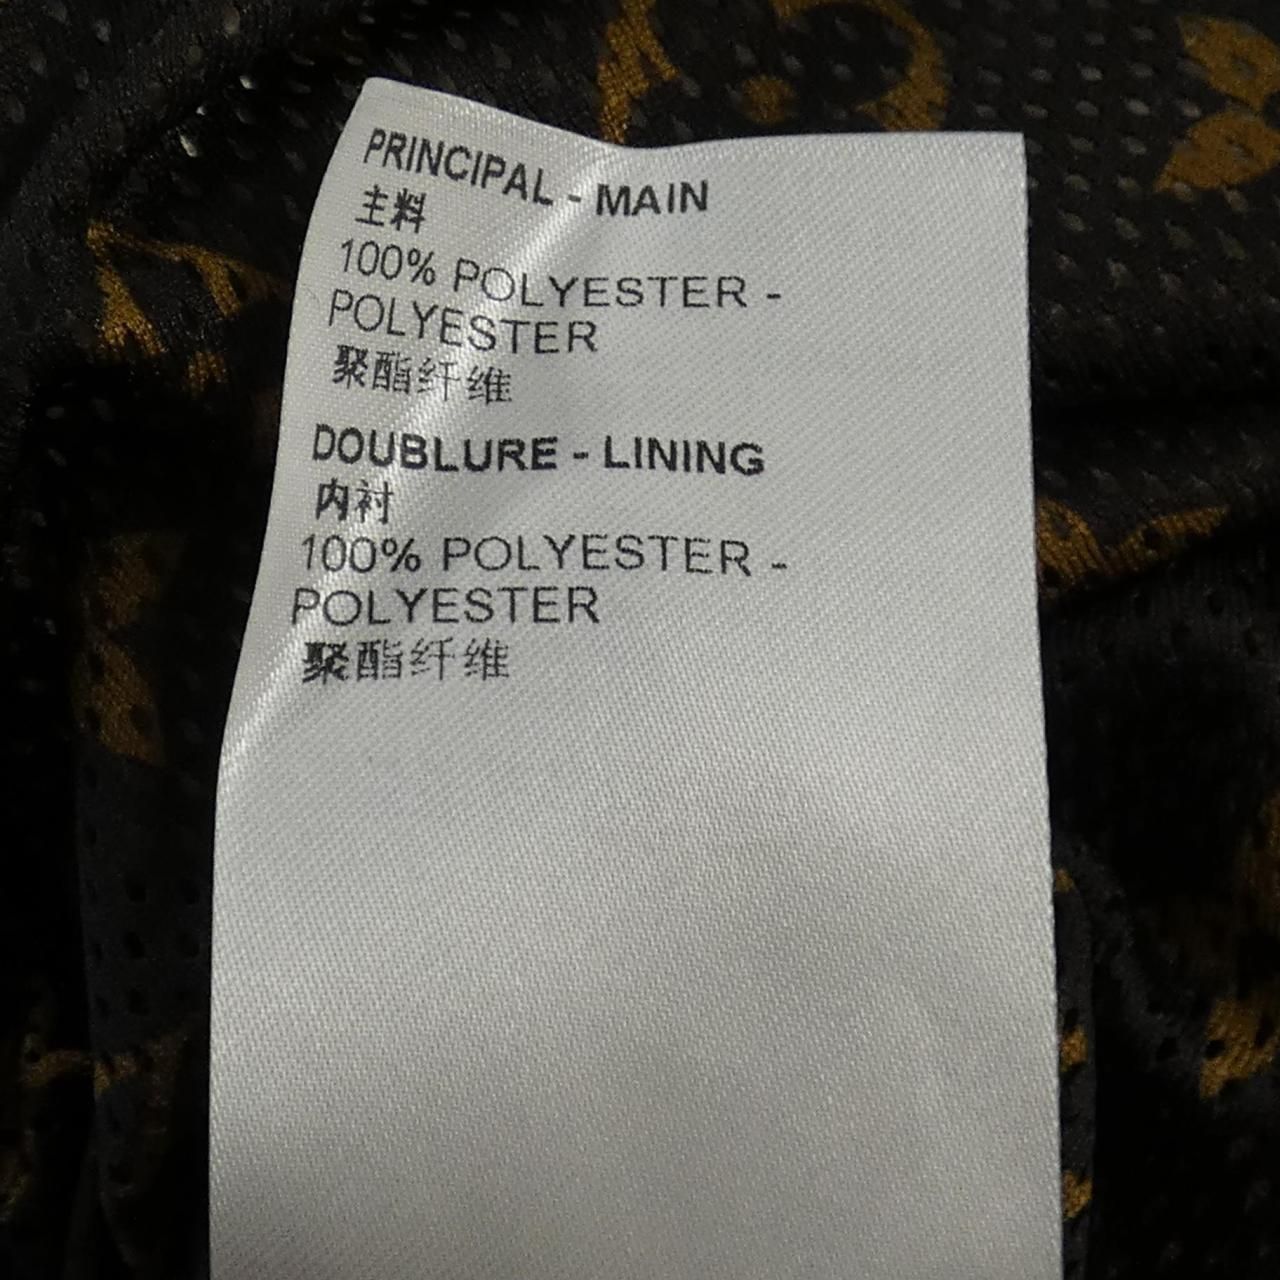 PRINCIPAL - MAIN
主料
100% POLYESTER -
POLYESTER
聚酯纤维
DOUBLURE - LINING
内衬
100% POLYESTER -
POLYESTER
聚酯纤维